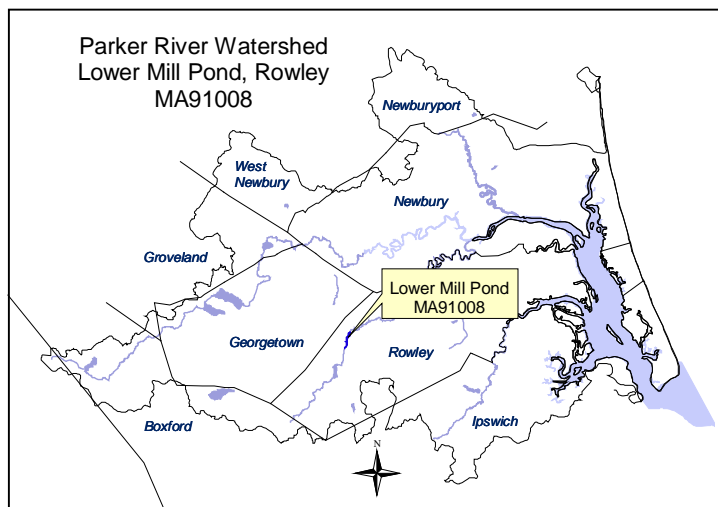 Parker River Watershed
Lower Mill Pond, Rowley
MA91008
Newburyport
West
Newbury
Newbury
Groveland
Lower Mill Pond
MA91008
Georgetown
Rowley
Boxford
Ipswich
N